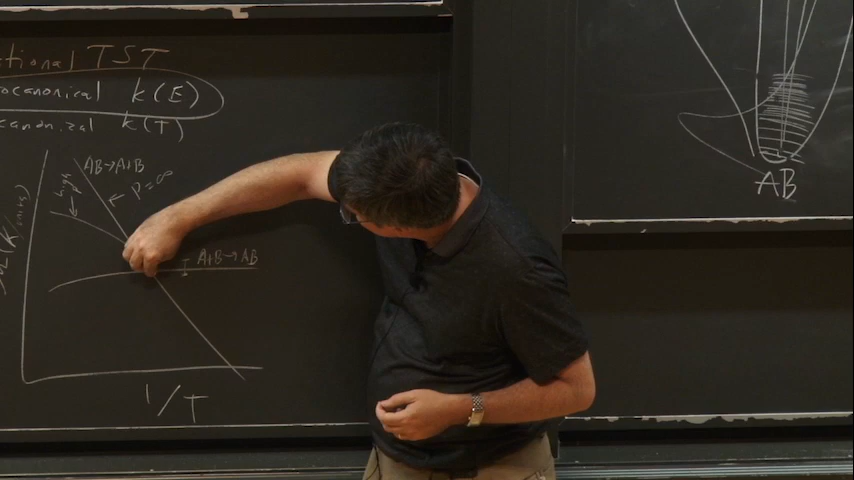 tional TST
ocanonical k(E)
canonical k(T)
AB→A+B
high
P=∞
A+B→AB
1/T
AB